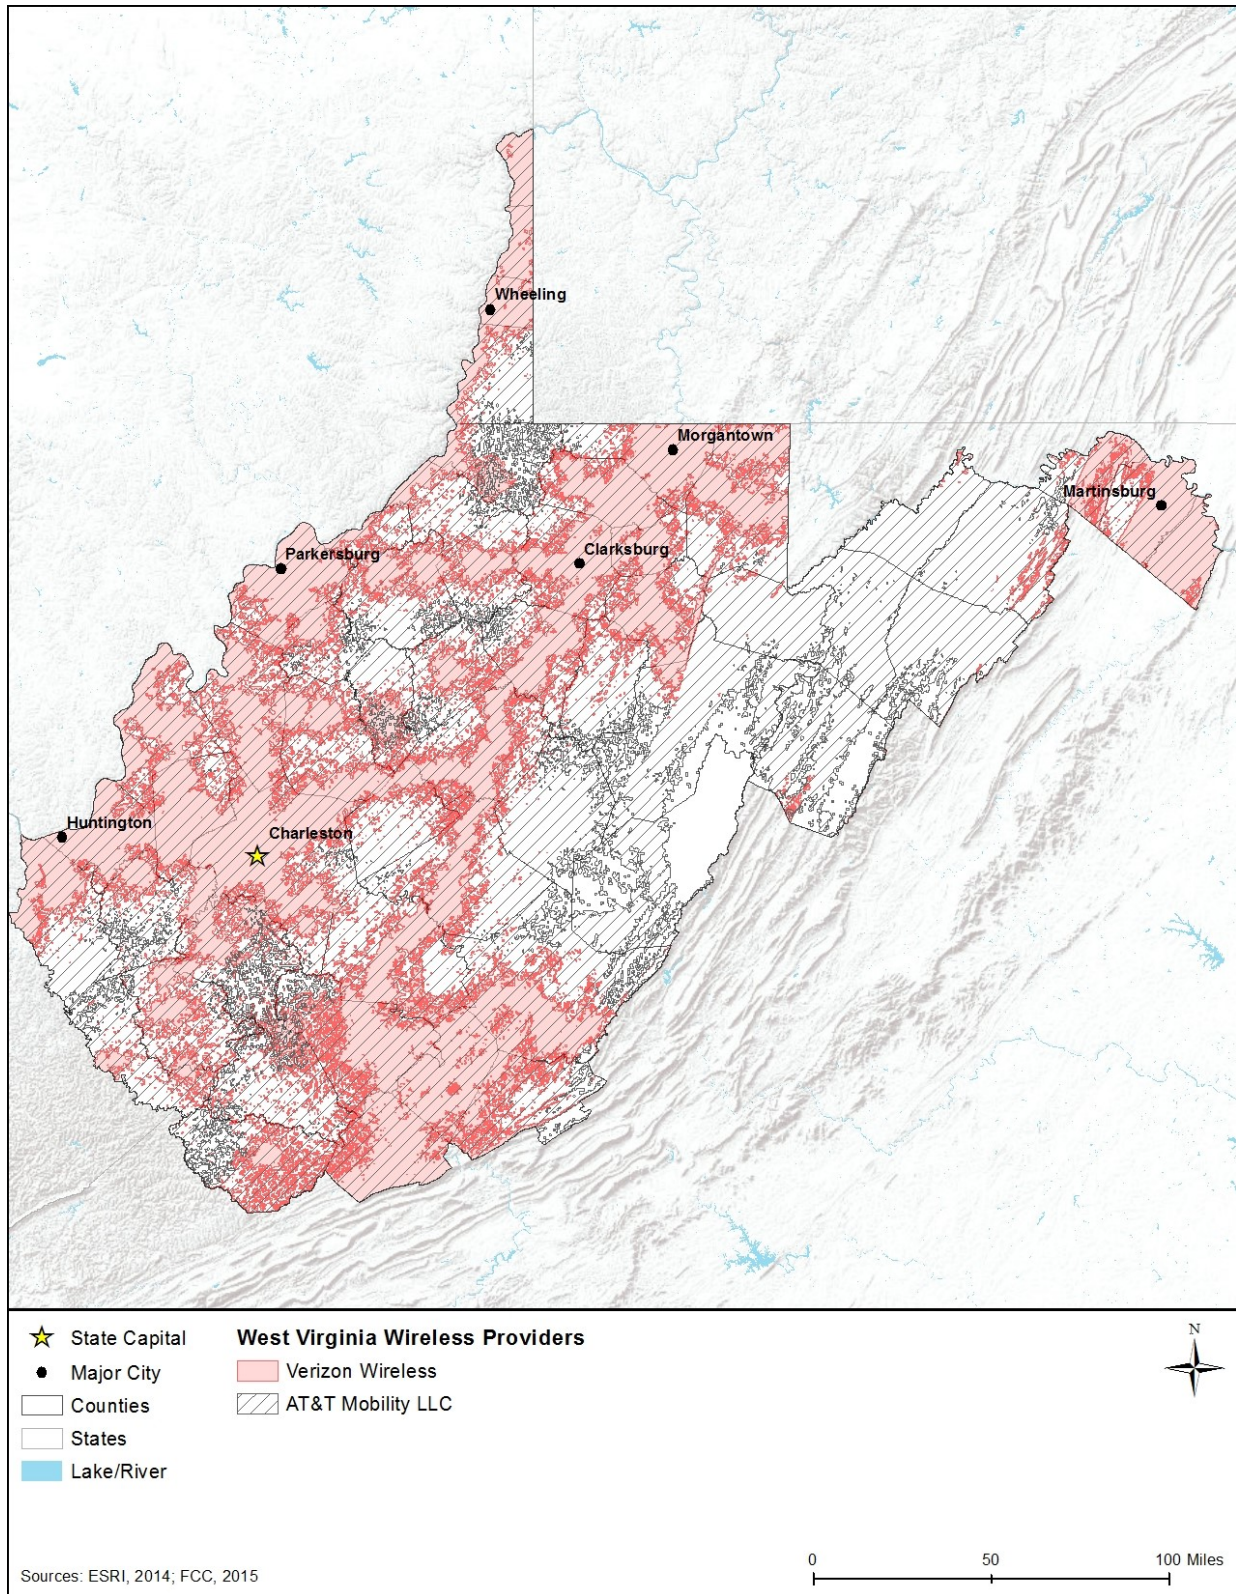 Wheeling
Morgantown
Martinsburg
Parkersburg
Clarksburg
Huntington
Charleston
State Capital
Major City
Counties
States
Lake/River
West Virginia Wireless Providers
Verizon Wireless
AT&T Mobility LLC
N
Sources: ESRI, 2014; FCC, 2015
0 50 100 Miles